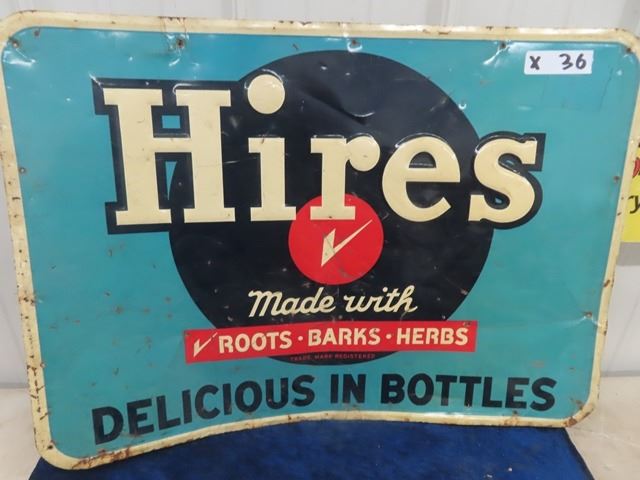 X 36
Hires
Made with
ROOTS · BARKS · HERBS
TRADE MARK REGISTERED
DELICIOUS IN BOTTLES